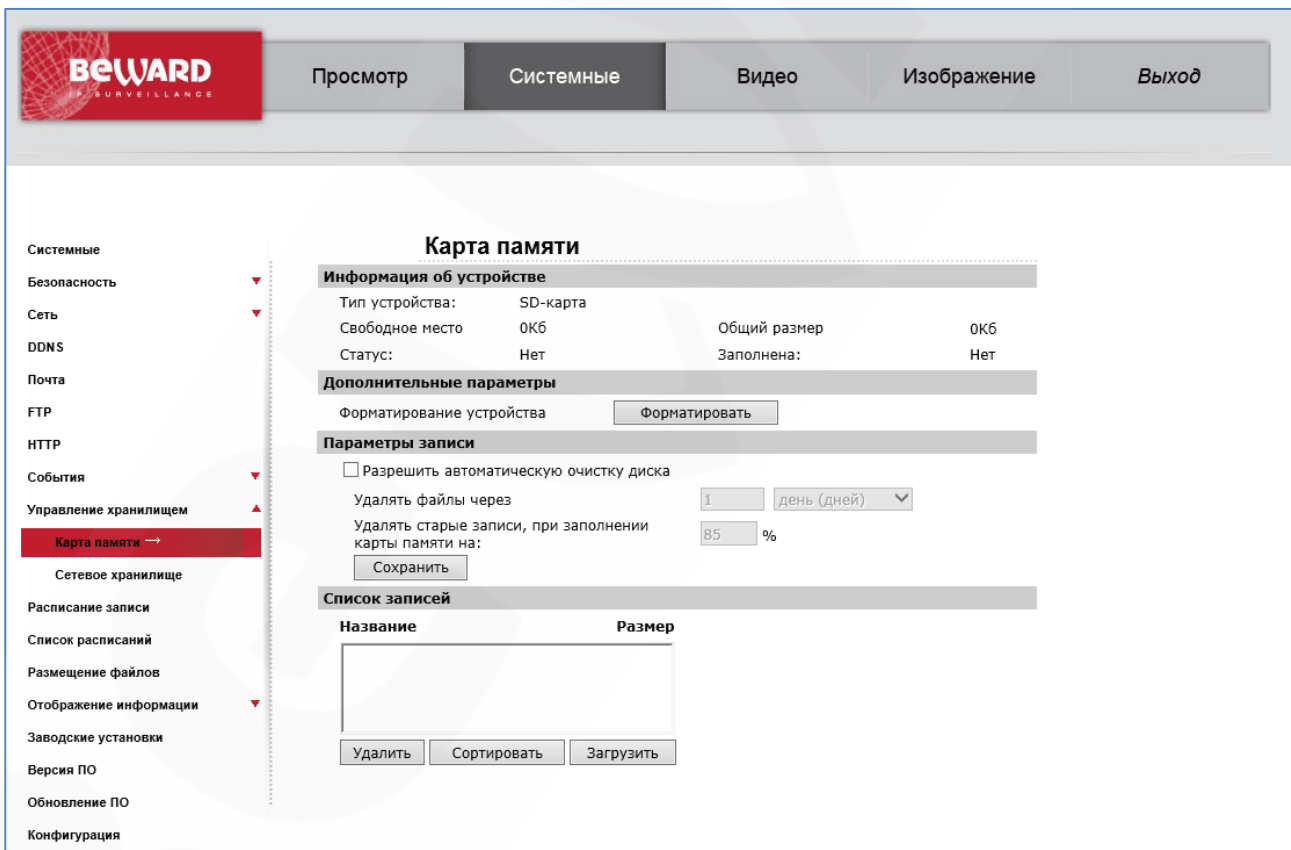 BEWARD
IP SURVEILLANCE
Просмотр
Системные
Видео
Изображение
Выход
Системные
Безопасность
Сеть
DDNS
Почта
FTP
HTTP
События
Управление хранилищем
Карта памяти →
Сетевое хранилище
Расписание записи
Список расписаний
Размещение файлов
Отображение информации
Заводские установки
Версия ПО
Обновление ПО
Конфигурация
Карта памяти
Информация об устройстве
Тип устройства: SD-карта
Свободное место 0Кб Общий размер 0Кб
Статус: Нет Заполнена: Нет
Дополнительные параметры
Форматирование устройства Форматировать
Параметры записи
Разрешить автоматическую очистку диска
Удалять файлы через 1 день (дней)
Удалять старые записи, при заполнении
карты памяти на: 85 %
Сохранить
Список записей
Название Размер
Удалить Сортировать Загрузить